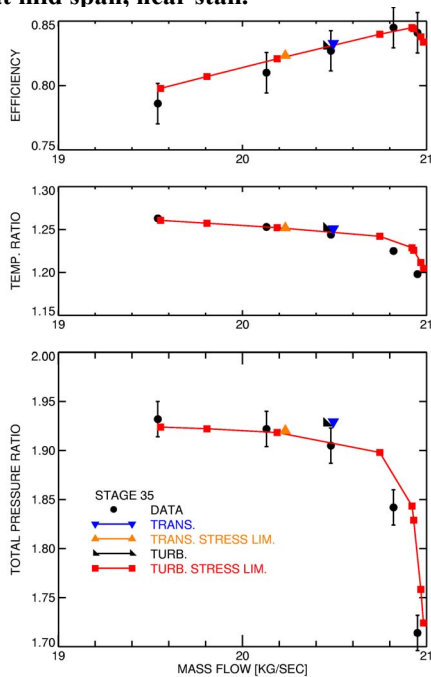 at mid span, near stall.
0.85
0.80
0.75
EFFICIENCY
19
20
21
1.30
1.25
1.20
1.15
TEMP. RATIO
19
20
21
2.00
1.95
1.90
1.85
1.80
1.75
1.70
TOTAL PRESSURE RATIO
STAGE 35
DATA
TRANS.
TRANS. STRESS LIM.
TURB.
TURB. STRESS LIM.
19
20
21
MASS FLOW [KG/SEC]